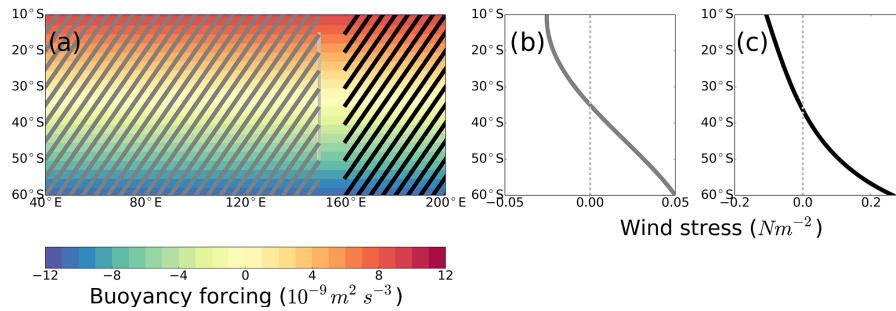 (a)
10°S
20°S
30°S
40°S
50°S
60°S
40°E 80°E 120°E 160°E 200°E
−12 −8 −4 0 4 8 12
Buoyancy forcing (10⁻⁹ m² s⁻³)
(b)
10°S
20°S
30°S
40°S
50°S
60°S
−0.05 0.00 0.05
(c)
10°S
20°S
30°S
40°S
50°S
60°S
0.0 0.2
Wind stress (Nm⁻²)